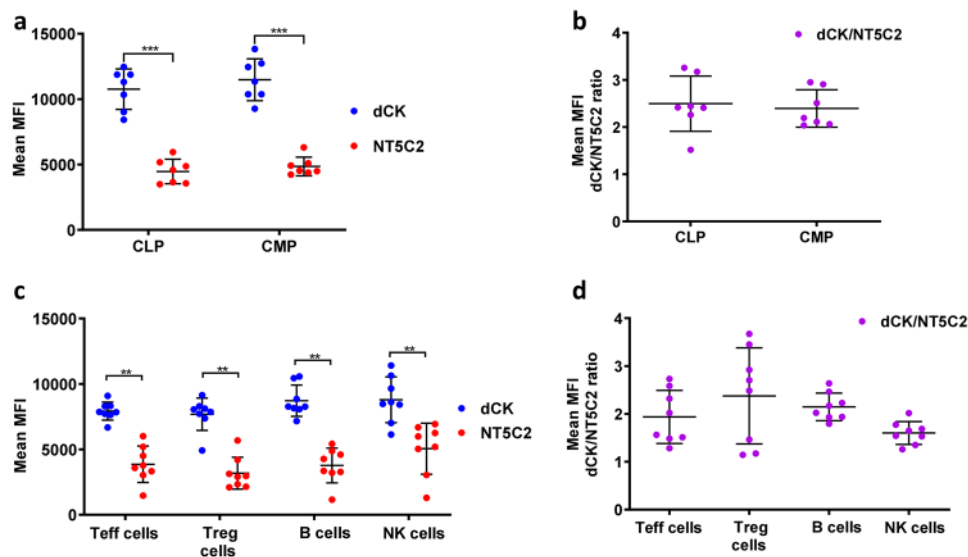 a
Mean MFI
15000
10000
5000
0
***
***
dCK
NT5C2
CLP
CMP
b
Mean MFI
dCK/NT5C2 ratio
4
3
2
1
0
dCK/NT5C2
CLP
CMP
c
Mean MFI
15000
10000
5000
0
**
**
**
**
dCK
NT5C2
Teff cells
Treg
cells
B cells
NK cells
d
Mean MFI
dCK/NT5C2 ratio
4
3
2
1
0
dCK/NT5C2
Teff cells
Treg
cells
B cells
NK cells